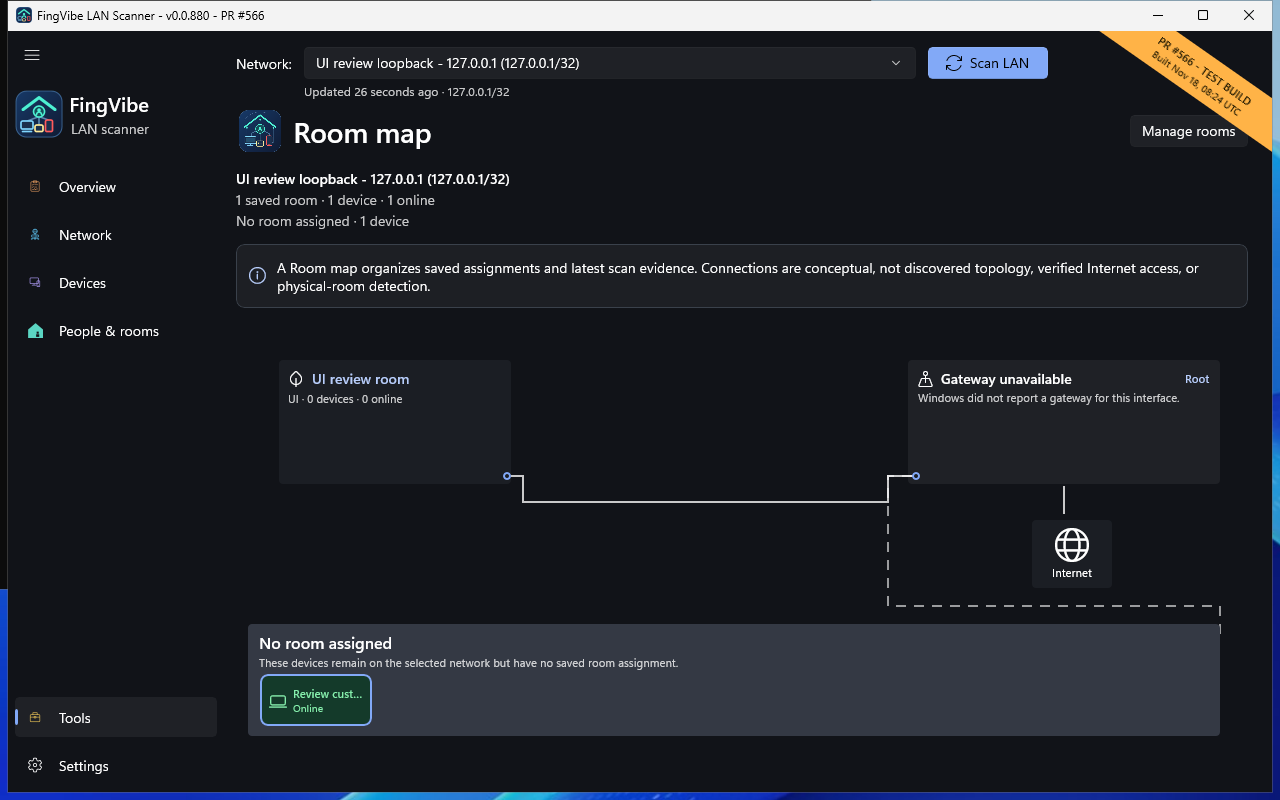 FingVibe LAN Scanner - v0.0.880 - PR #566
Network:
UI review loopback - 127.0.0.1 (127.0.0.1/32)
Scan LAN
Updated 26 seconds ago · 127.0.0.1/32
PR #566 - TEST BUILD
Built Nov 18, 08:24 UTC
FingVibe
LAN scanner
Room map
Manage rooms
Overview
Network
Devices
People & rooms
Tools
Settings
UI review loopback - 127.0.0.1 (127.0.0.1/32)
1 saved room · 1 device · 1 online
No room assigned · 1 device
A Room map organizes saved assignments and latest scan evidence. Connections are conceptual, not discovered topology, verified Internet access, or
physical-room detection.
UI review room
UI · 0 devices · 0 online
Gateway unavailable
Root
Windows did not report a gateway for this interface.
Internet
No room assigned
These devices remain on the selected network but have no saved room assignment.
Review cust...
Online